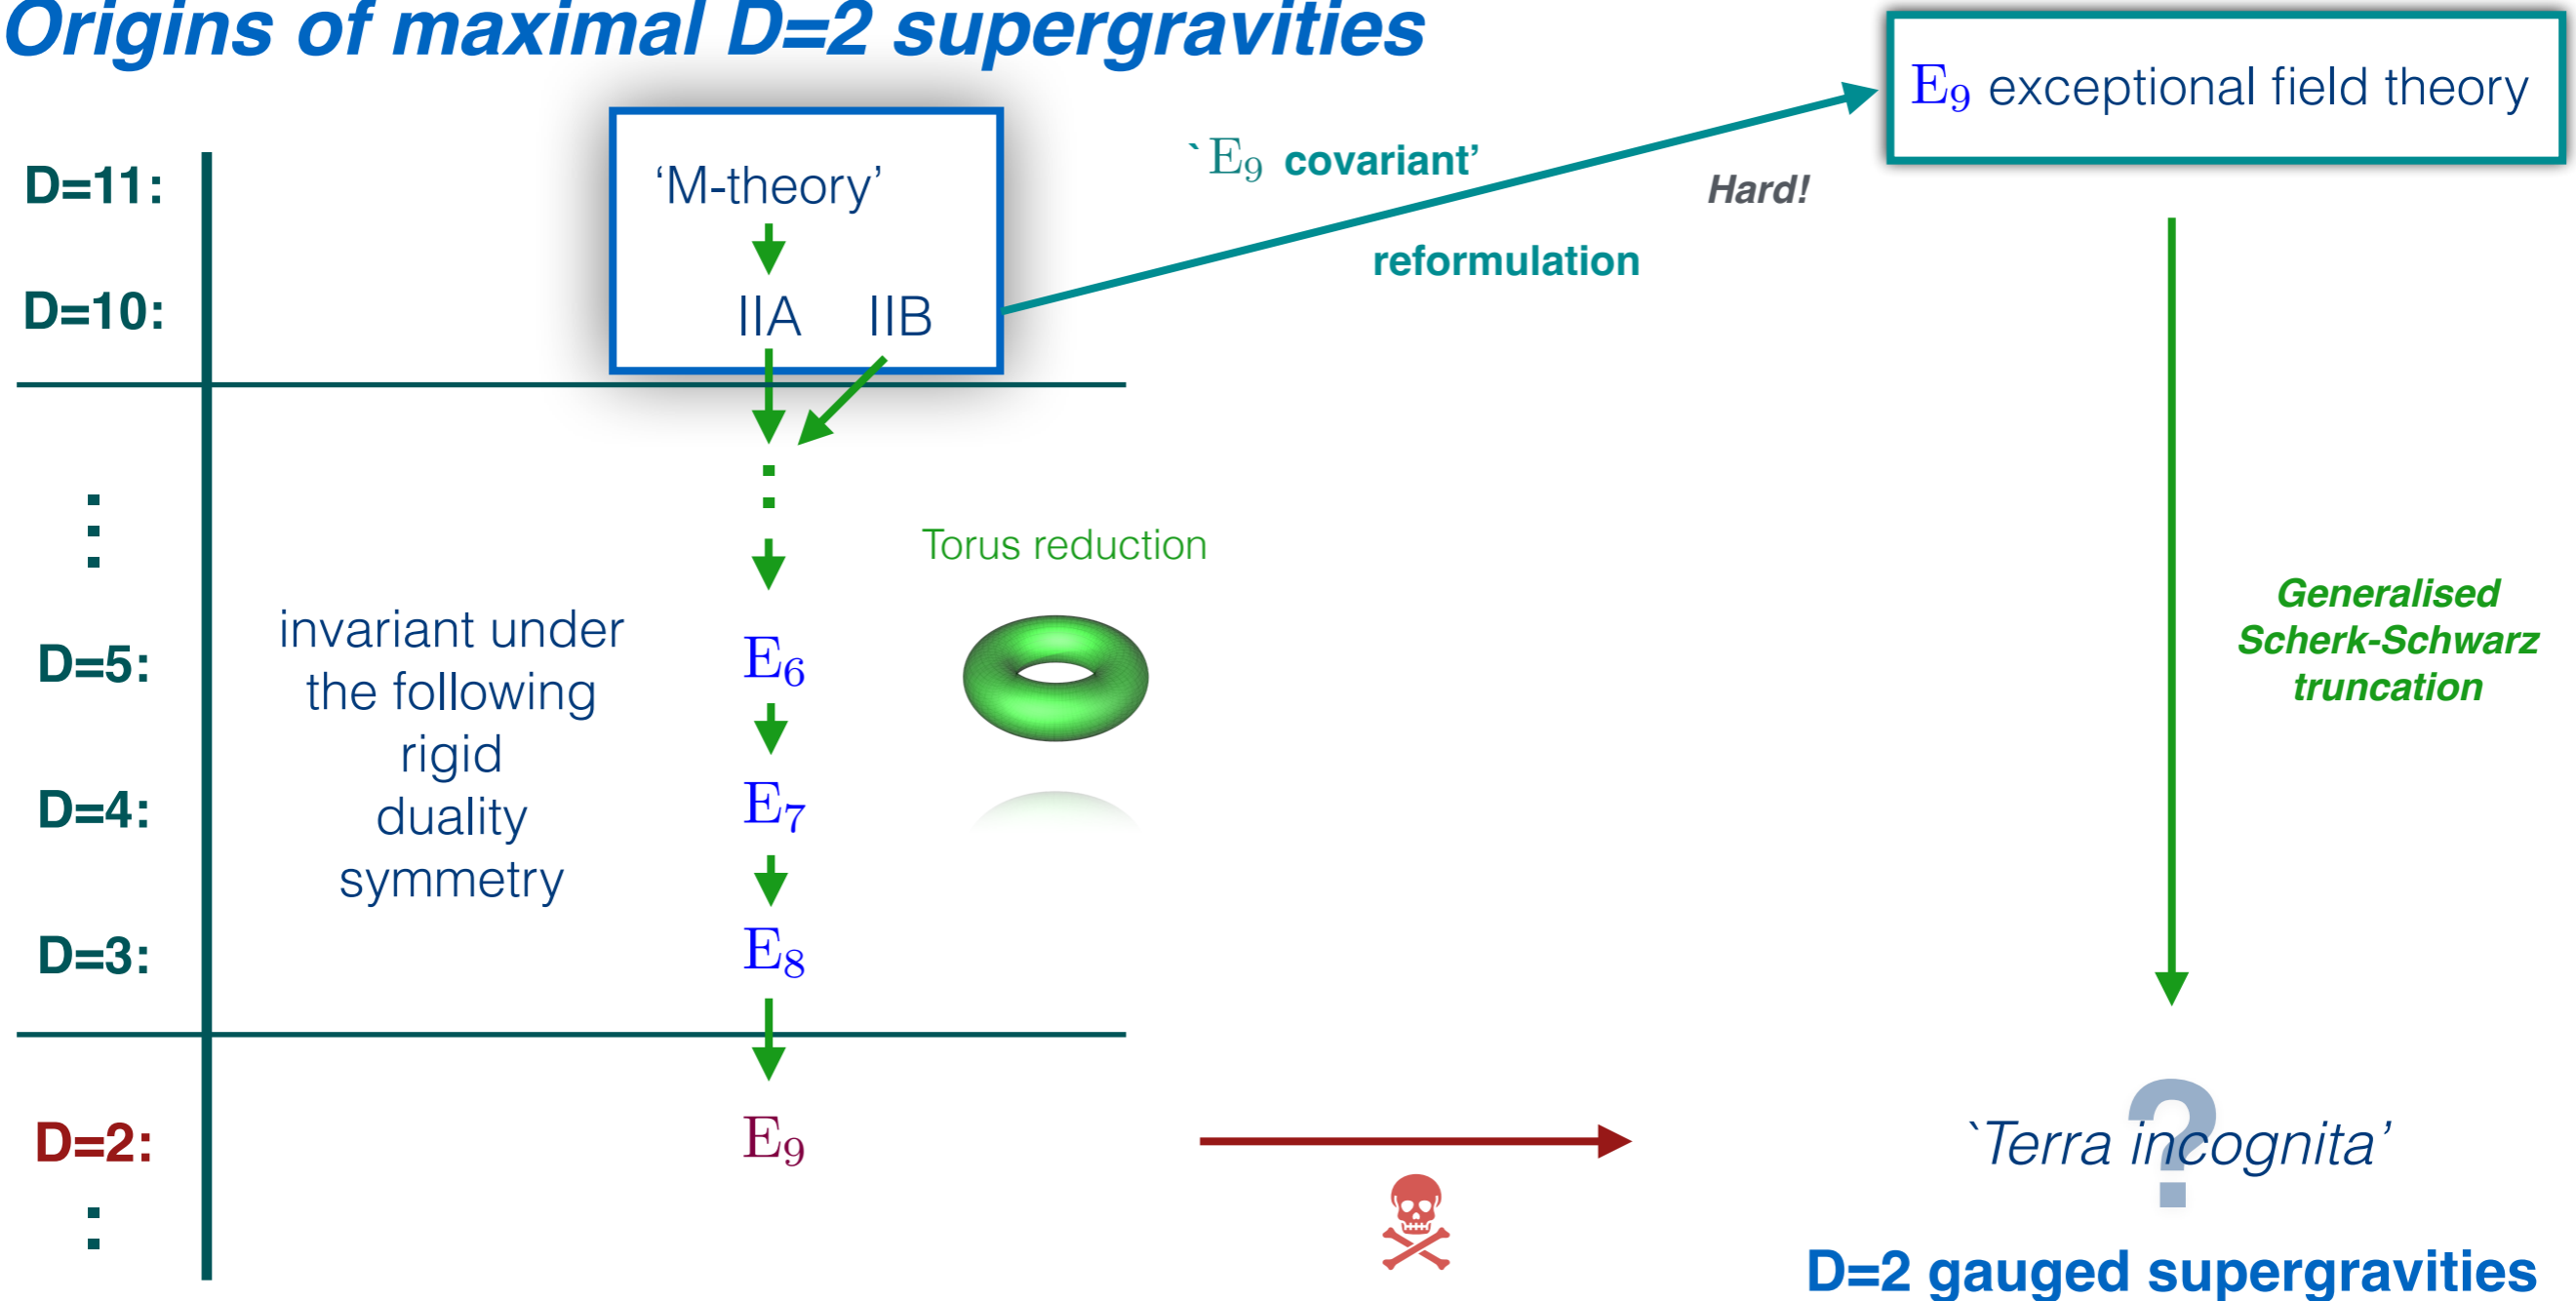 Origins of maximal D=2 supergravities
E₉ exceptional field theory
`E₉ covariant’
Hard!
reformulation
D=11:
‘M-theory’
D=10:
IIA IIB
Torus reduction
invariant under
the following
rigid
duality
symmetry
D=5:
E₆
D=4:
E₇
D=3:
E₈
Generalised
Scherk-Schwarz
truncation
D=2:
E₉
?
`Terra incognita’
D=2 gauged supergravities